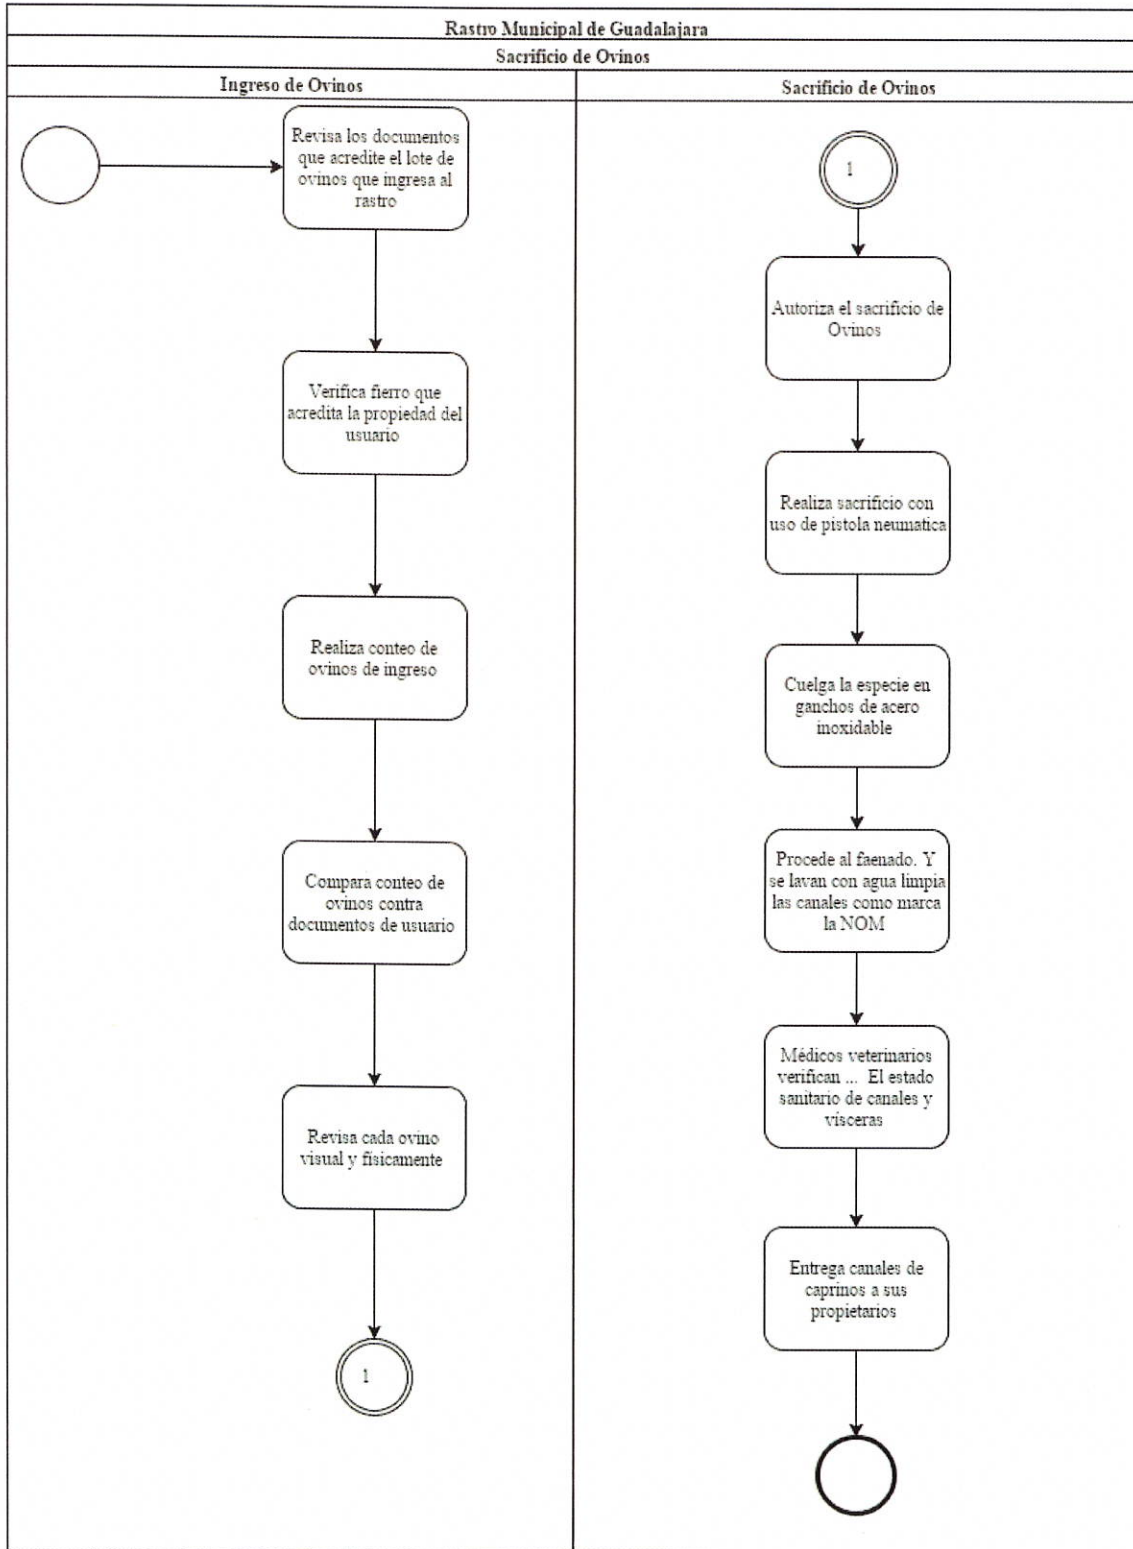 Rastro Municipal de Guadalajara
Sacrificio de Ovinos
Ingreso de Ovinos
Revisa los documentos
que acredite el lote de
ovinos que ingresa al
rastro
Verifica fierro que
acredita la propiedad del
usuario
Realiza conteo de
ovinos de ingreso
Compara conteo de
ovinos contra
documentos de usuario
Revisa cada ovino
visual y físicamente
1
Sacrificio de Ovinos
1
Autoriza el sacrificio de
Ovinos
Realiza sacrificio con
uso de pistola neumatica
Cuelga la especie en
ganchos de acero
inoxidable
Procede al faenado. Y
se lavan con agua limpia
las canales como marca
la NOM
Médicos veterinarios
verifican ... El estado
sanitario de canales y
vísceras
Entrega canales de
caprinos a sus
propietarios